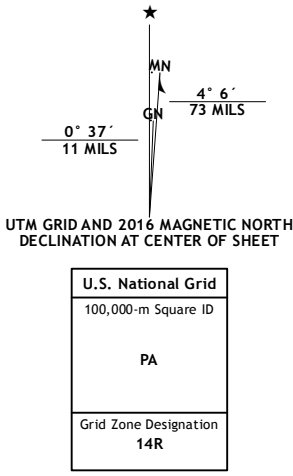 MN
4° 6´
73 MILS
GN
0° 37´
11 MILS
UTM GRID AND 2016 MAGNETIC NORTH
DECLINATION AT CENTER OF SHEET
U.S. National Grid
100,000-m Square ID
PA
Grid Zone Designation
14R